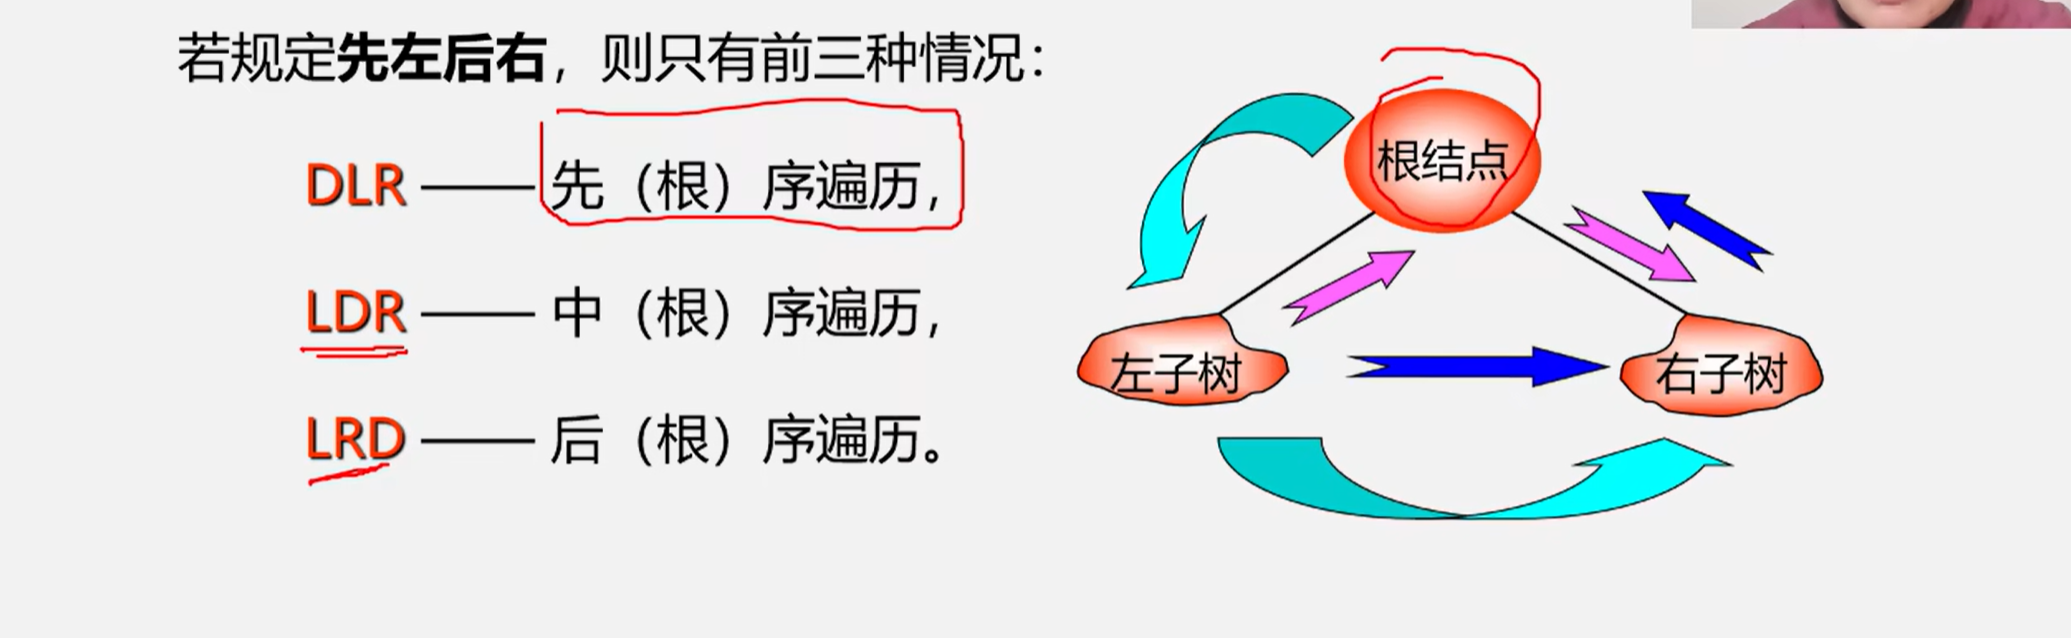 若规定先左后右，则只有前三种情况：
DLR —— 先（根）序遍历，
LDR —— 中（根）序遍历，
LRD —— 后（根）序遍历。
根结点
左子树
右子树